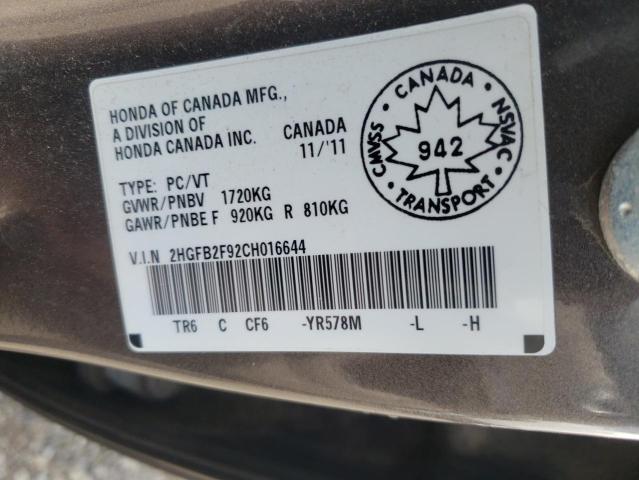 HONDA OF CANADA MFG.,
A DIVISION OF
HONDA CANADA INC. CANADA
11/'11
TYPE: PC/VT
GVWR/PNBV 1720KG
GAWR/PNBE F 920KG R 810KG
V.I.N 2HGFB2F92CH016644
TR6 C CF6 -YR578M -L -H
CANADA
CMVSS 942 NSVAC
TRANSPORT